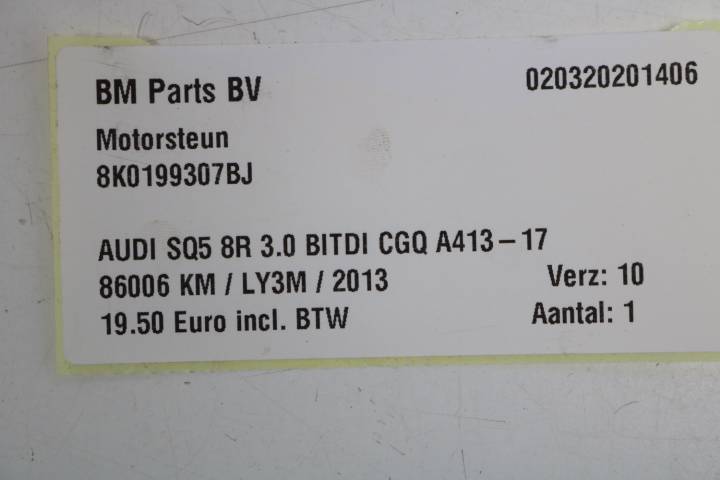 BM Parts BV 020320201406
Motorsteun
8K0199307BJ
AUDI SQ5 8R 3.0 BITDI CGQ A413-17
86006 KM / LY3M / 2013 Verz: 10
19.50 Euro incl. BTW Aantal: 1